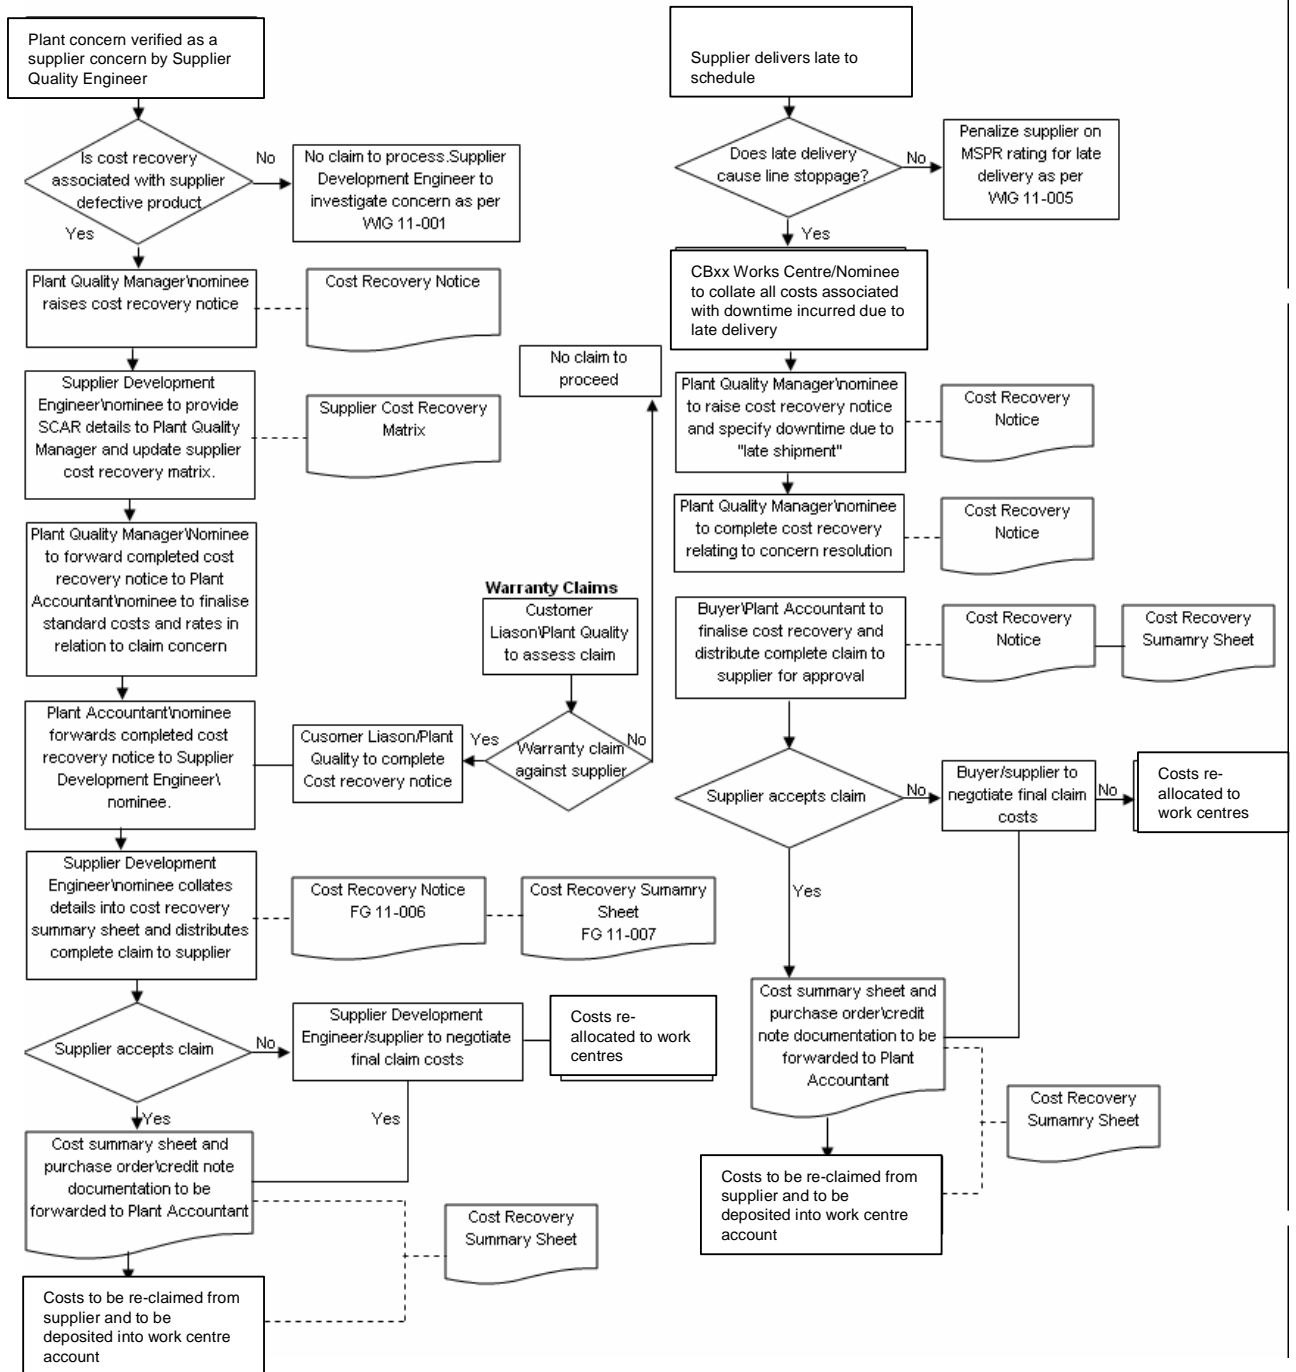 Plant concern verified as a
supplier concern by Supplier
Quality Engineer
Is cost recovery
associated with supplier
defective product
No
Yes
No claim to process.Supplier
Development Engineer to
investigate concern as per
WIG 11-001
Plant Quality Manager\nominee
raises cost recovery notice
Cost Recovery Notice
Supplier Development
Engineer\nominee to provide
SCAR details to Plant Quality
Manager and update supplier
cost recovery matrix.
Supplier Cost Recovery
Matrix
Plant Quality Manager\Nominee
to forward completed cost
recovery notice to Plant
Accountant\nominee to finalise
standard costs and rates in
relation to claim concern
No claim to
proceed
Warranty Claims
Customer
Liason\Plant Quality
to assess claim
Warranty claim
against supplier
No
Yes
Cusomer Liason/Plant
Quality to complete
Cost recovery notice
Plant Accountant\nominee
forwards completed cost
recovery notice to Supplier
Development Engineer\
nominee.
Supplier Development
Engineer\nominee collates
details into cost recovery
summary sheet and distributes
complete claim to supplier
Cost Recovery Notice
FG 11-006
Cost Recovery Sumamry
Sheet
FG 11-007
Supplier accepts claim
No
Yes
Supplier Development
Engineer/supplier to negotiate
final claim costs
Yes
Costs re-
allocated to work
centres
Cost summary sheet and
purchase order\credit note
documentation to be
forwarded to Plant Accountant
Cost Recovery
Summary Sheet
Costs to be re-claimed from
supplier and to be
deposited into work centre
account
Supplier delivers late to
schedule
Does late delivery
cause line stoppage?
No
Yes
Penalize supplier on
MSPR rating for late
delivery as per
WIG 11-005
CBxx Works Centre/Nominee
to collate all costs associated
with downtime incurred due to
late delivery
Plant Quality Manager\nominee
to raise cost recovery notice
and specify downtime due to
"late shipment"
Cost Recovery
Notice
Plant Quality Manager\nominee
to complete cost recovery
relating to concern resolution
Cost Recovery
Notice
Buyer\Plant Accountant to
finalise cost recovery and
distribute complete claim to
supplier for approval
Cost Recovery
Notice
Cost Recovery
Sumamry Sheet
Supplier accepts claim
No
Yes
Buyer/supplier to
negotiate final claim
costs
No
Costs re-
allocated to
work centres
Cost summary sheet and
purchase order\credit
note documentation to be
forwarded to Plant
Accountant
Cost Recovery
Sumamry Sheet
Costs to be re-claimed from
supplier and to be
deposited into work centre
account